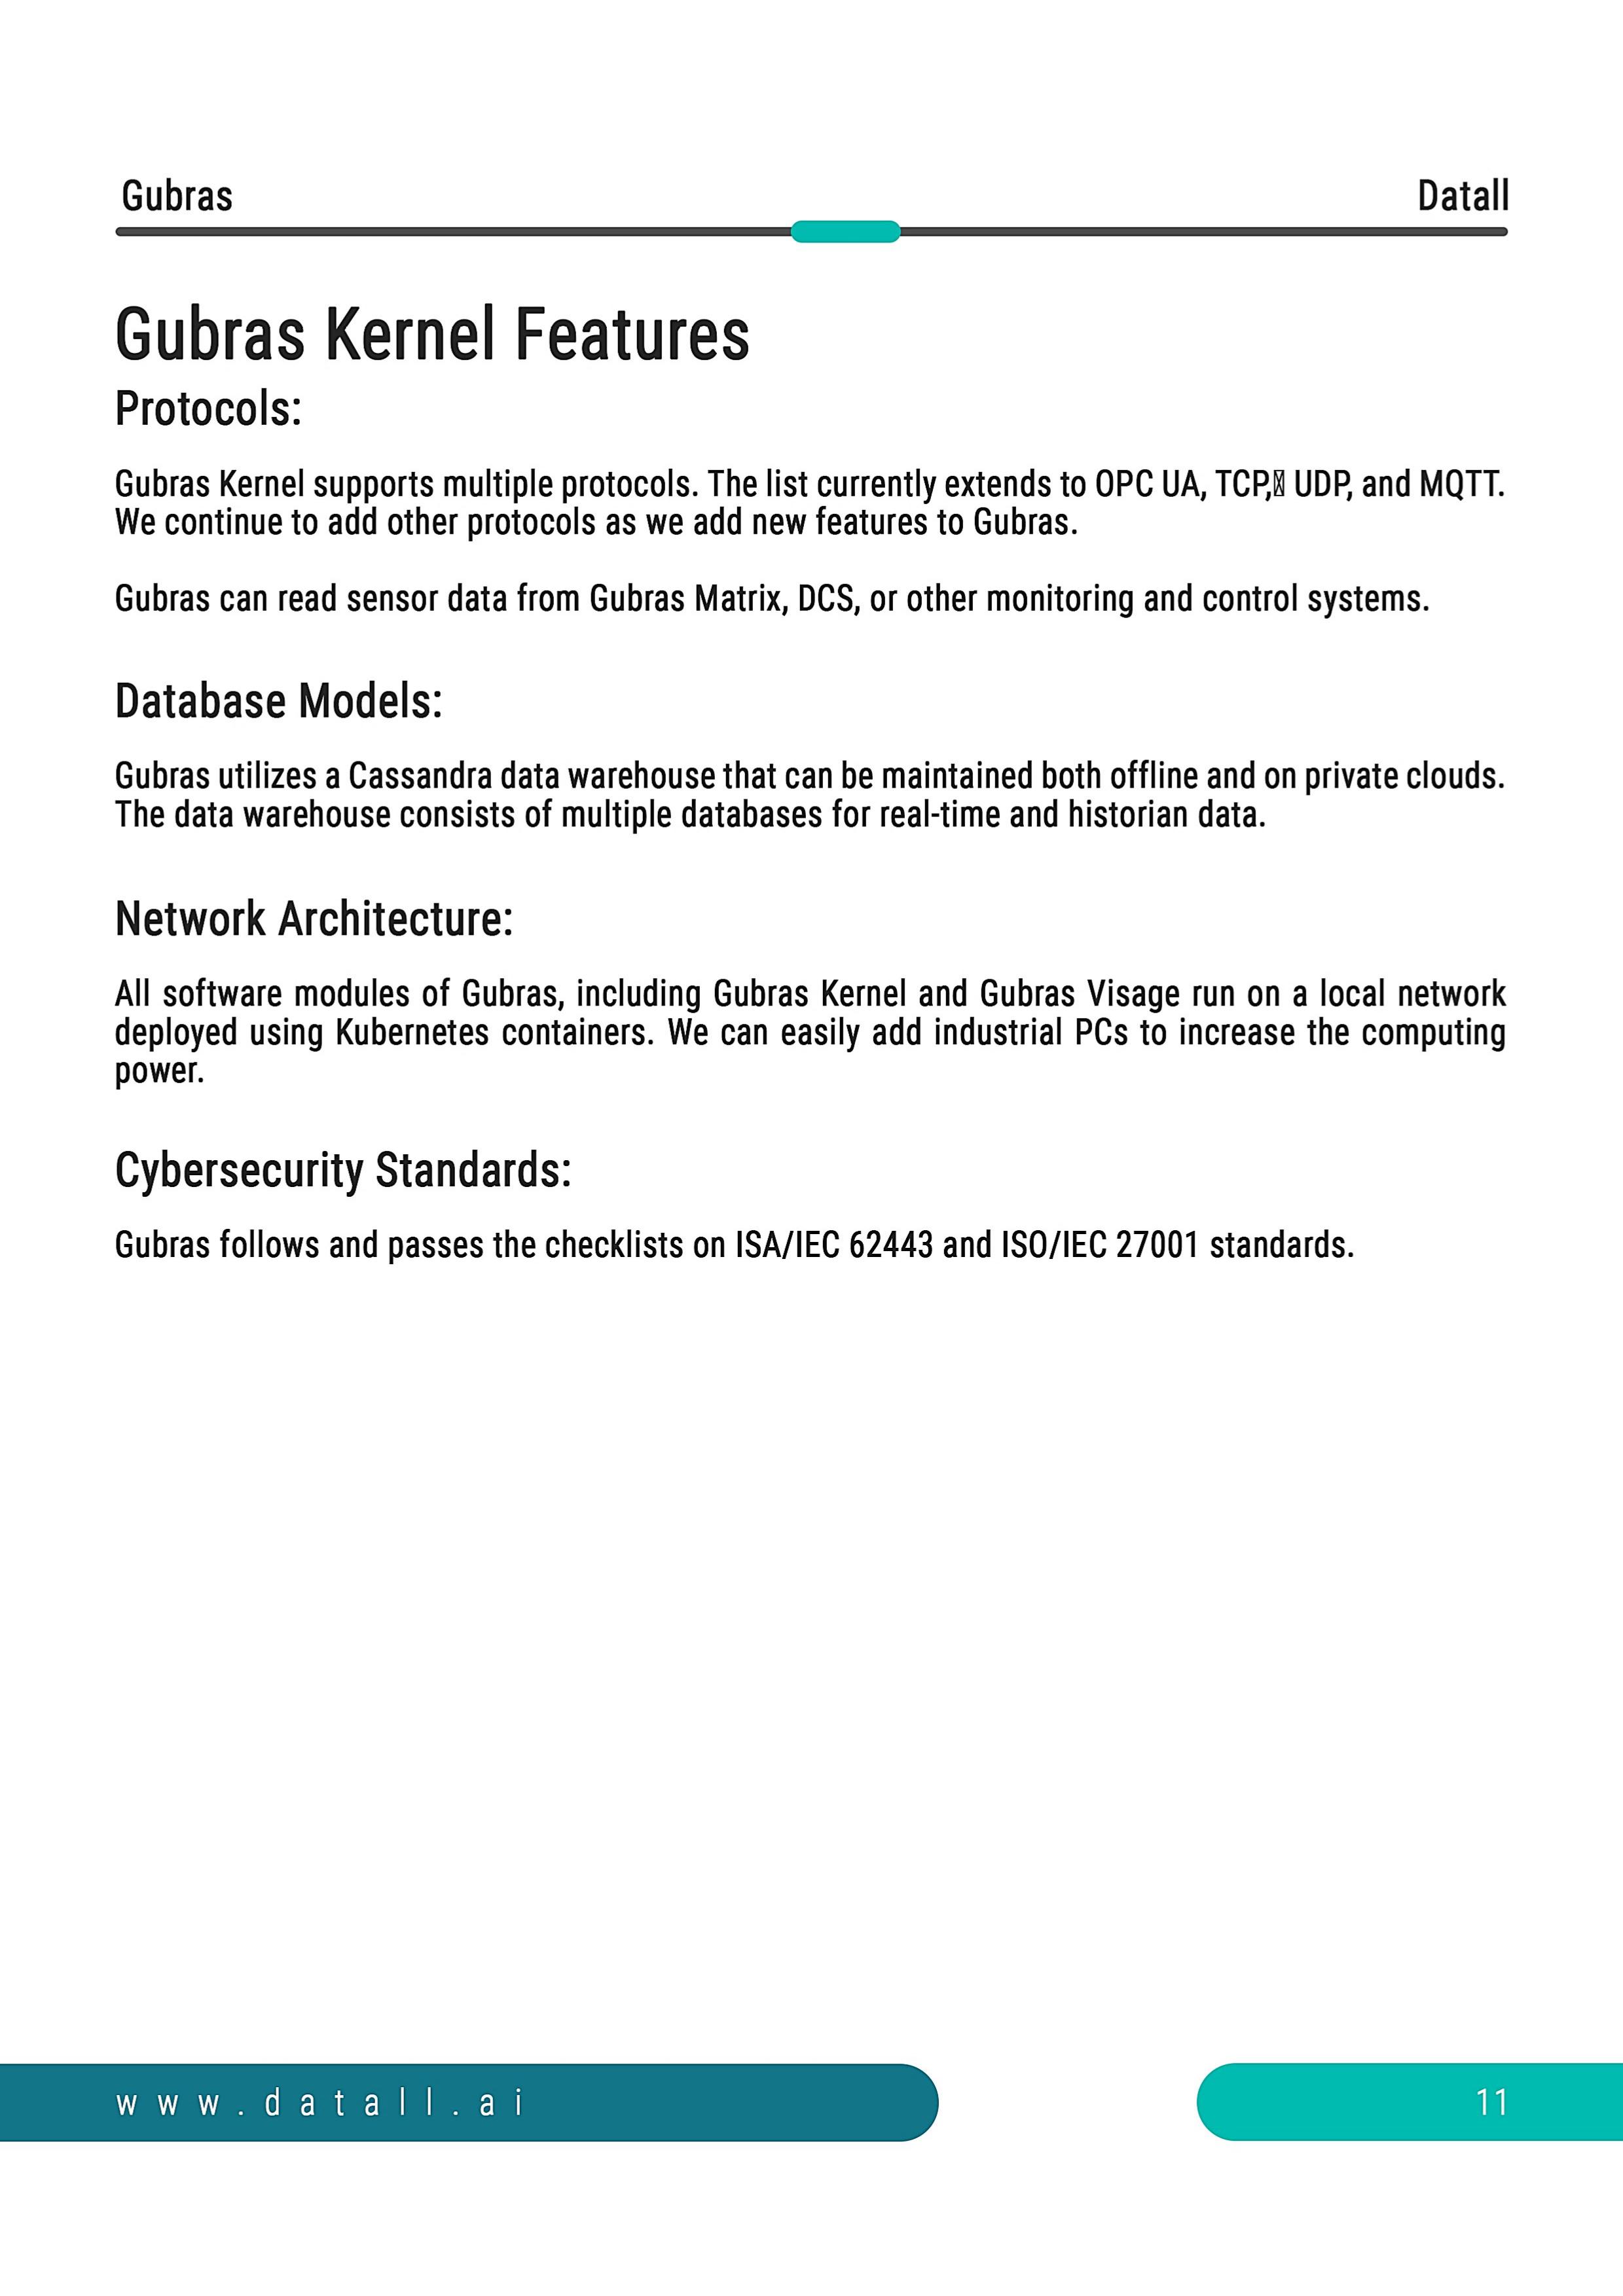 Gubras
Datall
Gubras Kernel Features
Protocols:
Gubras Kernel supports multiple protocols. The list currently extends to OPC UA, TCP, UDP, and MQTT.
We continue to add other protocols as we add new features to Gubras.
Gubras can read sensor data from Gubras Matrix, DCS, or other monitoring and control systems.
Database Models:
Gubras utilizes a Cassandra data warehouse that can be maintained both offline and on private clouds.
The data warehouse consists of multiple databases for real-time and historian data.
Network Architecture:
All software modules of Gubras, including Gubras Kernel and Gubras Visage run on a local network
deployed using Kubernetes containers. We can easily add industrial PCs to increase the computing
power.
Cybersecurity Standards:
Gubras follows and passes the checklists on ISA/IEC 62443 and ISO/IEC 27001 standards.
www.datall.ai
11